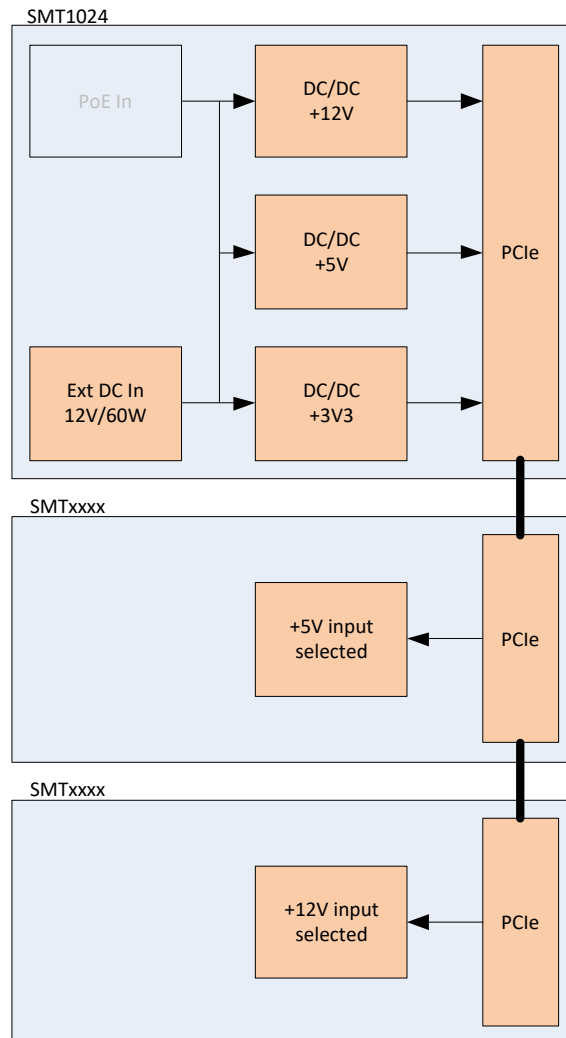 SMT1024
PoE In
DC/DC
+12V
DC/DC
+5V
PCIe
Ext DC In
12V/60W
DC/DC
+3V3
SMTxxxx
+5V input
selected
PCIe
SMTxxxx
+12V input
selected
PCIe